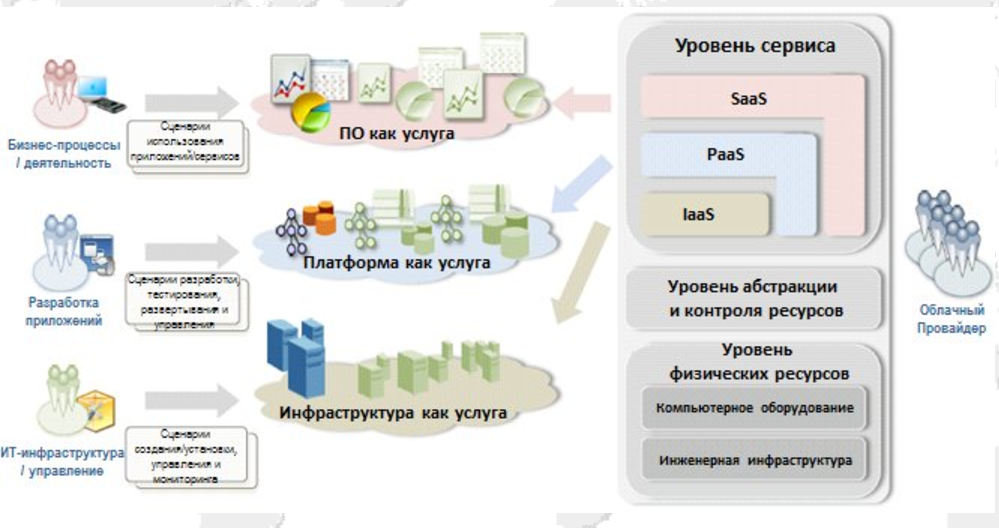 Бизнес-процессы
/ деятельность
Сценарии
использования
приложений/сервисов
ПО как услуга
Разработка
приложений
Сценарии разработки,
тестирования,
развертывания и
управления
Платформа как услуга
ИТ-инфраструктура
/ управление
Сценарии
создания/установки,
управления и
мониторинга
Инфраструктура как услуга
Уровень сервиса
SaaS
PaaS
IaaS
Уровень абстракции
и контроля ресурсов
Уровень
физических ресурсов
Компьютерное оборудование
Инженерная инфраструктура
Облачный
Провайдер